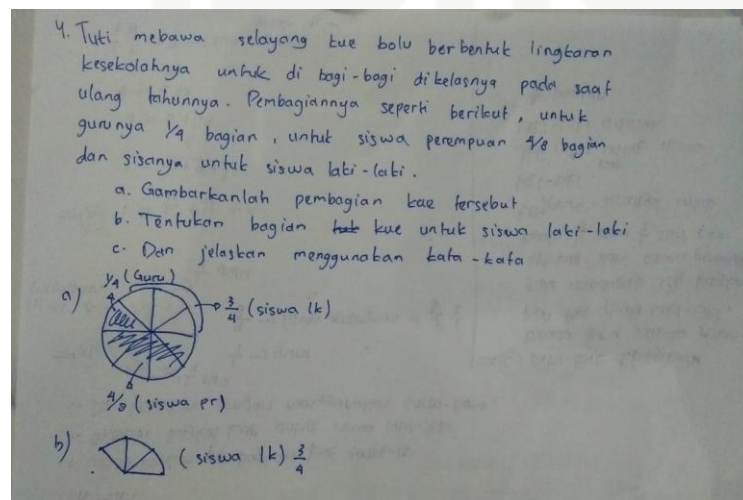 4. Tuti mebawa selayang kue bolu berbentuk lingkaran
kesekolahnya untuk di bagi-bagi dikelasnya pada saat
ulang tahunnya. Pembagiannya seperti berikut, untuk
gurunya 1/4 bagian, untuk siswa perempuan 4/8 bagian
dan sisanya untuk siswa laki-laki.
a. Gambarkanlah pembagian kae tersebut
b. Tentukan bagian kue untuk siswa laki-laki
c. Dan jelaskan menggunakan kata-kata
1/4 (Guru)
a) 3/4 (siswa lk)
4/8 (siswa pr)
b) (siswa lk) 3/4